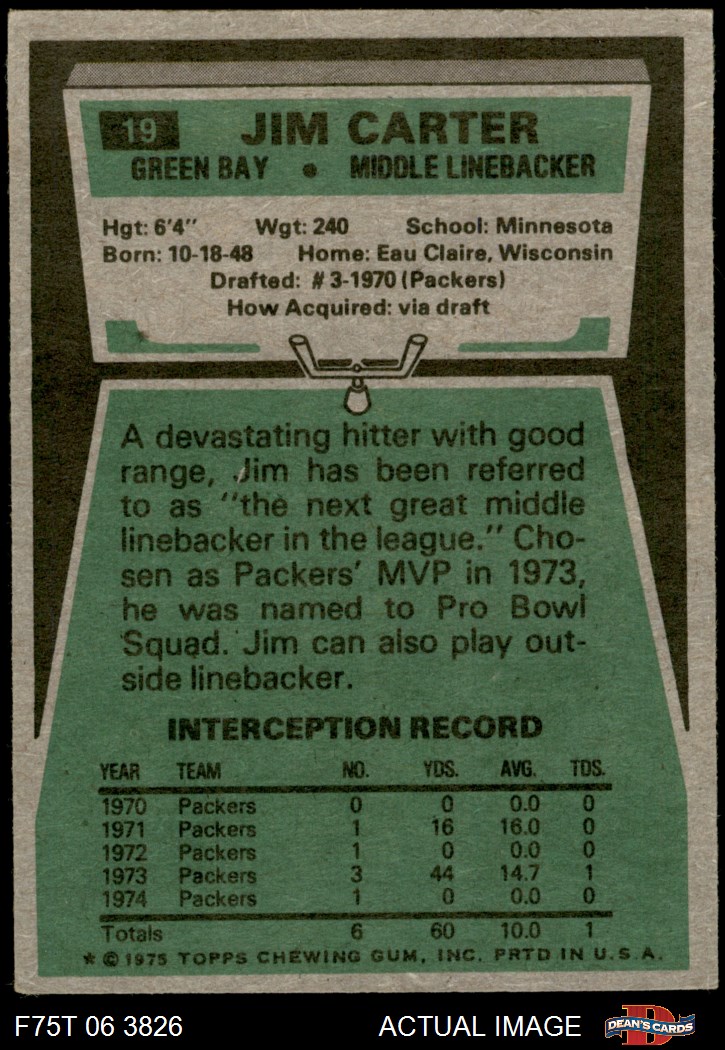 19 JIM CARTER
GREEN BAY • MIDDLE LINEBACKER
Hgt: 6'4" Wgt: 240 School: Minnesota
Born: 10-18-48 Home: Eau Claire, Wisconsin
Drafted: #3-1970 (Packers)
How Acquired: via draft
A devastating hitter with good
range, Jim has been referred
to as "the next great middle
linebacker in the league." Cho-
sen as Packers' MVP in 1973,
he was named to Pro Bowl
Squad. Jim can also play out-
side linebacker.
INTERCEPTION RECORD
YEAR TEAM NO. YDS. AVG. TDS.
1970 Packers 0 0 0.0 0
1971 Packers 1 16 16.0 0
1972 Packers 1 0 0.0 0
1973 Packers 3 44 14.7 1
1974 Packers 1 0 0.0 0
Totals 6 60 10.0 1
* © 1975 TOPPS CHEWING GUM, INC. PRTD IN U.S.A.
F75T 06 3826 ACTUAL IMAGE DEAN'S CARDS